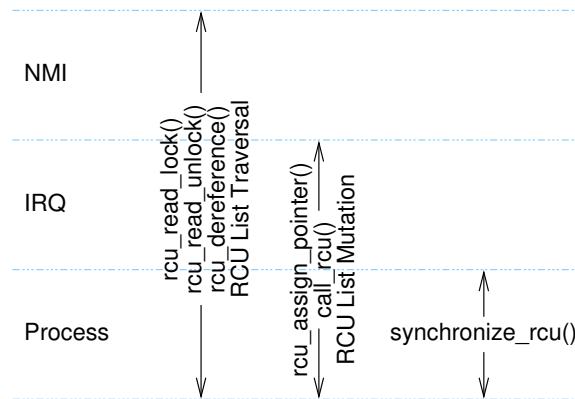 NMI
rcu_read_lock()
rcu_read_unlock()
rcu_dereference()
RCU List Traversal
IRQ
rcu_assign_pointer()
call_rcu()
RCU List Mutation
Process
synchronize_rcu()